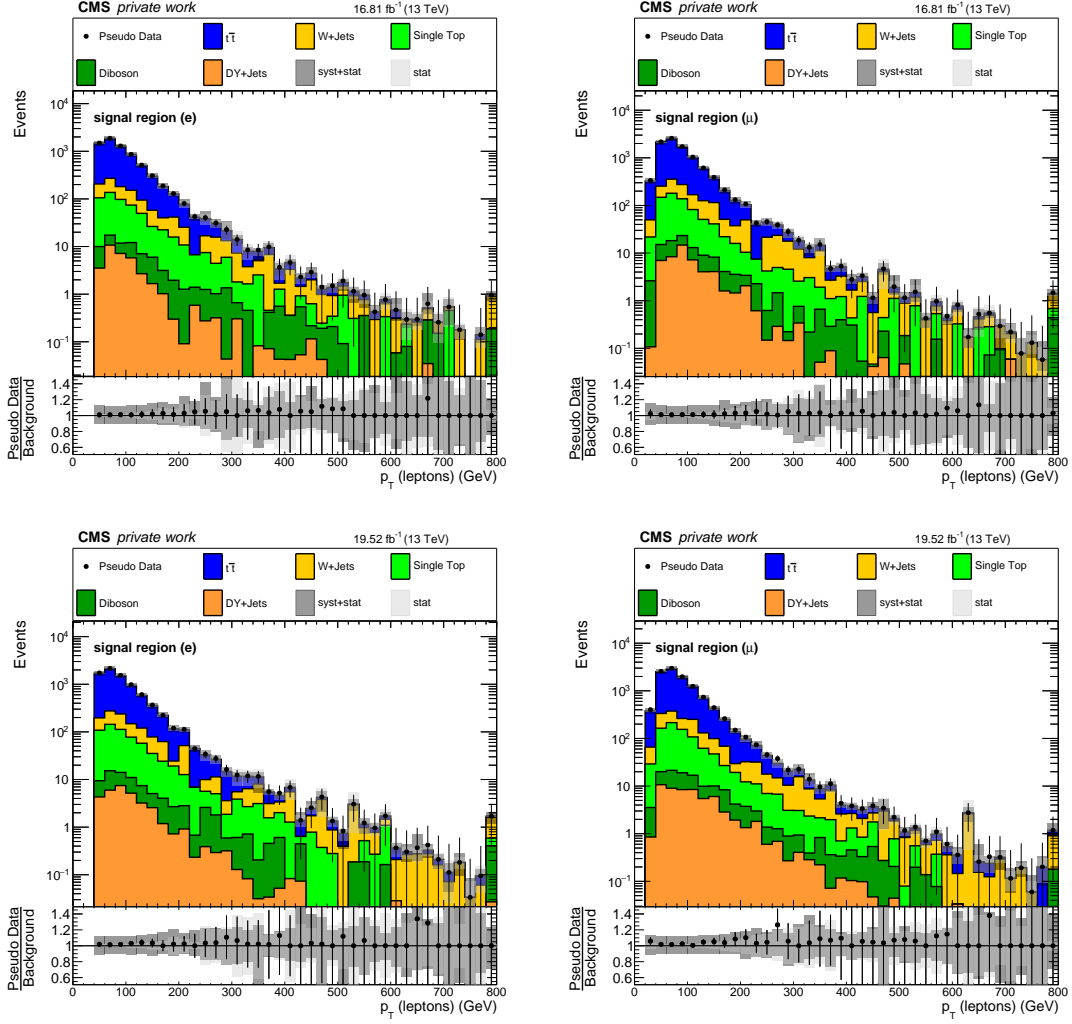 CMS private work 16.81 fb⁻¹ (13 TeV)
Pseudo Data tt̅ W+Jets Single Top
Diboson DY+Jets syst+stat stat
Events
signal region (e)
10⁴
10³
10²
10
1
10⁻¹
Pseudo Data
Background
1.4
1.2
1
0.8
0.6
0 100 200 300 400 500 600 700 800
p_T (leptons) (GeV)
CMS private work 16.81 fb⁻¹ (13 TeV)
Pseudo Data tt̅ W+Jets Single Top
Diboson DY+Jets syst+stat stat
Events
signal region (μ)
10⁴
10³
10²
10
1
10⁻¹
Pseudo Data
Background
1.4
1.2
1
0.8
0.6
0 100 200 300 400 500 600 700 800
p_T (leptons) (GeV)
CMS private work 19.52 fb⁻¹ (13 TeV)
Pseudo Data tt̅ W+Jets Single Top
Diboson DY+Jets syst+stat stat
Events
signal region (e)
10⁴
10³
10²
10
1
10⁻¹
Pseudo Data
Background
1.4
1.2
1
0.8
0.6
0 100 200 300 400 500 600 700 800
p_T (leptons) (GeV)
CMS private work 19.52 fb⁻¹ (13 TeV)
Pseudo Data tt̅ W+Jets Single Top
Diboson DY+Jets syst+stat stat
Events
signal region (μ)
10⁴
10³
10²
10
1
10⁻¹
Pseudo Data
Background
1.4
1.2
1
0.8
0.6
0 100 200 300 400 500 600 700 800
p_T (leptons) (GeV)